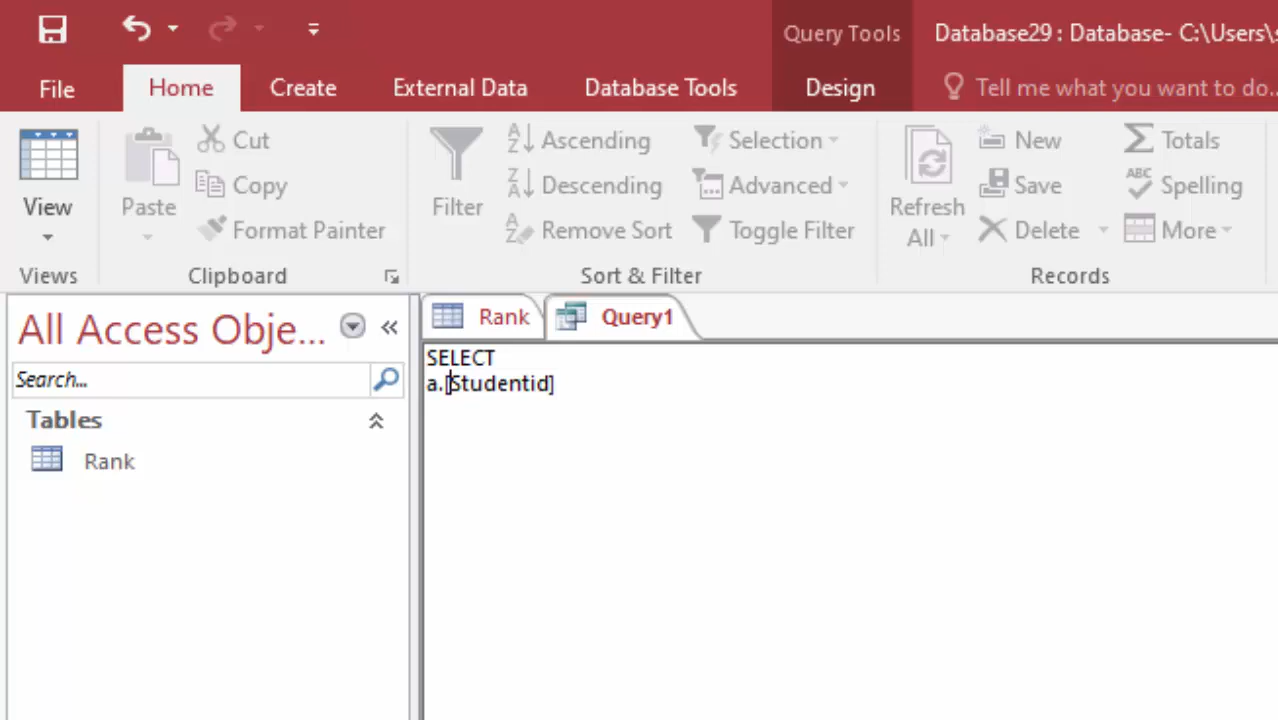 Query Tools
Database29 : Database- C:\Users\s
File
Home
Create
External Data
Database Tools
Design
Tell me what you want to do..
View
Paste
Cut
Copy
Format Painter
Filter
Ascending
Descending
Remove Sort
Selection
Advanced
Toggle Filter
Refresh
All
New
Save
Delete
Totals
ABC
Spelling
More
Views
Clipboard
Sort & Filter
Records
All Access Obje...
Search...
Tables
Rank
Rank
Query1
SELECT
a.[Studentid]